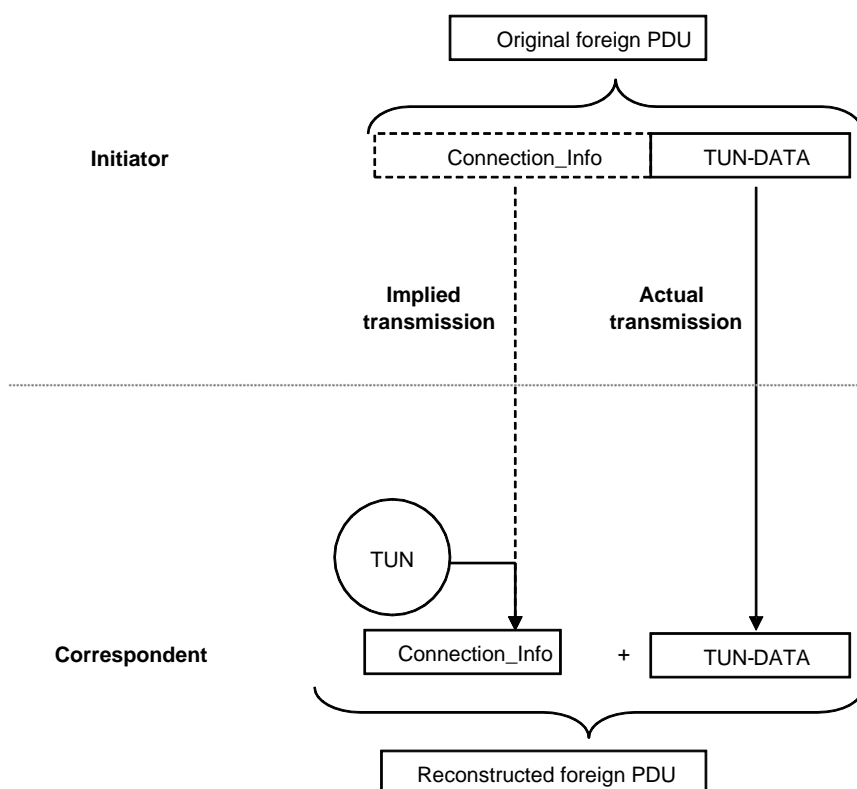 Original foreign PDU
Initiator
Connection_Info
TUN-DATA
Implied
transmission
Actual
transmission
TUN
Correspondent
Connection_Info
+
TUN-DATA
Reconstructed foreign PDU